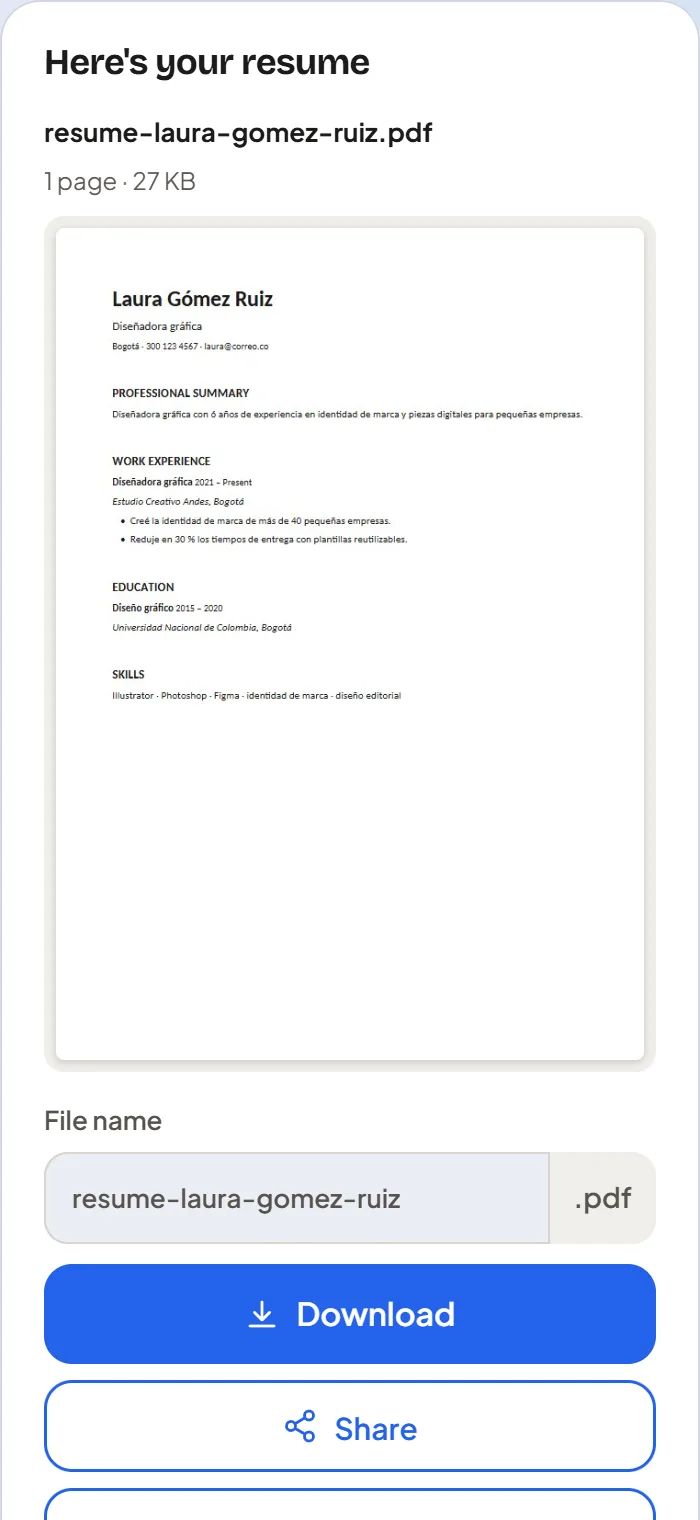 Here's your resume
resume-laura-gomez-ruiz.pdf
1 page · 27 KB
Laura Gómez Ruiz
Diseñadora gráfica
Bogotá · 300 123 4567 · laura@correo.co
PROFESSIONAL SUMMARY
Diseñadora gráfica con 6 años de experiencia en identidad de marca y piezas digitales para pequeñas empresas.
WORK EXPERIENCE
Diseñadora gráfica 2021 – Present
Estudio Creativo Andes, Bogotá
• Creé la identidad de marca de más de 40 pequeñas empresas.
• Reduje en 30 % los tiempos de entrega con plantillas reutilizables.
EDUCATION
Diseño gráfico 2015 – 2020
Universidad Nacional de Colombia, Bogotá
SKILLS
Illustrator · Photoshop · Figma · identidad de marca · diseño editorial
File name
resume-laura-gomez-ruiz .pdf
Download
Share